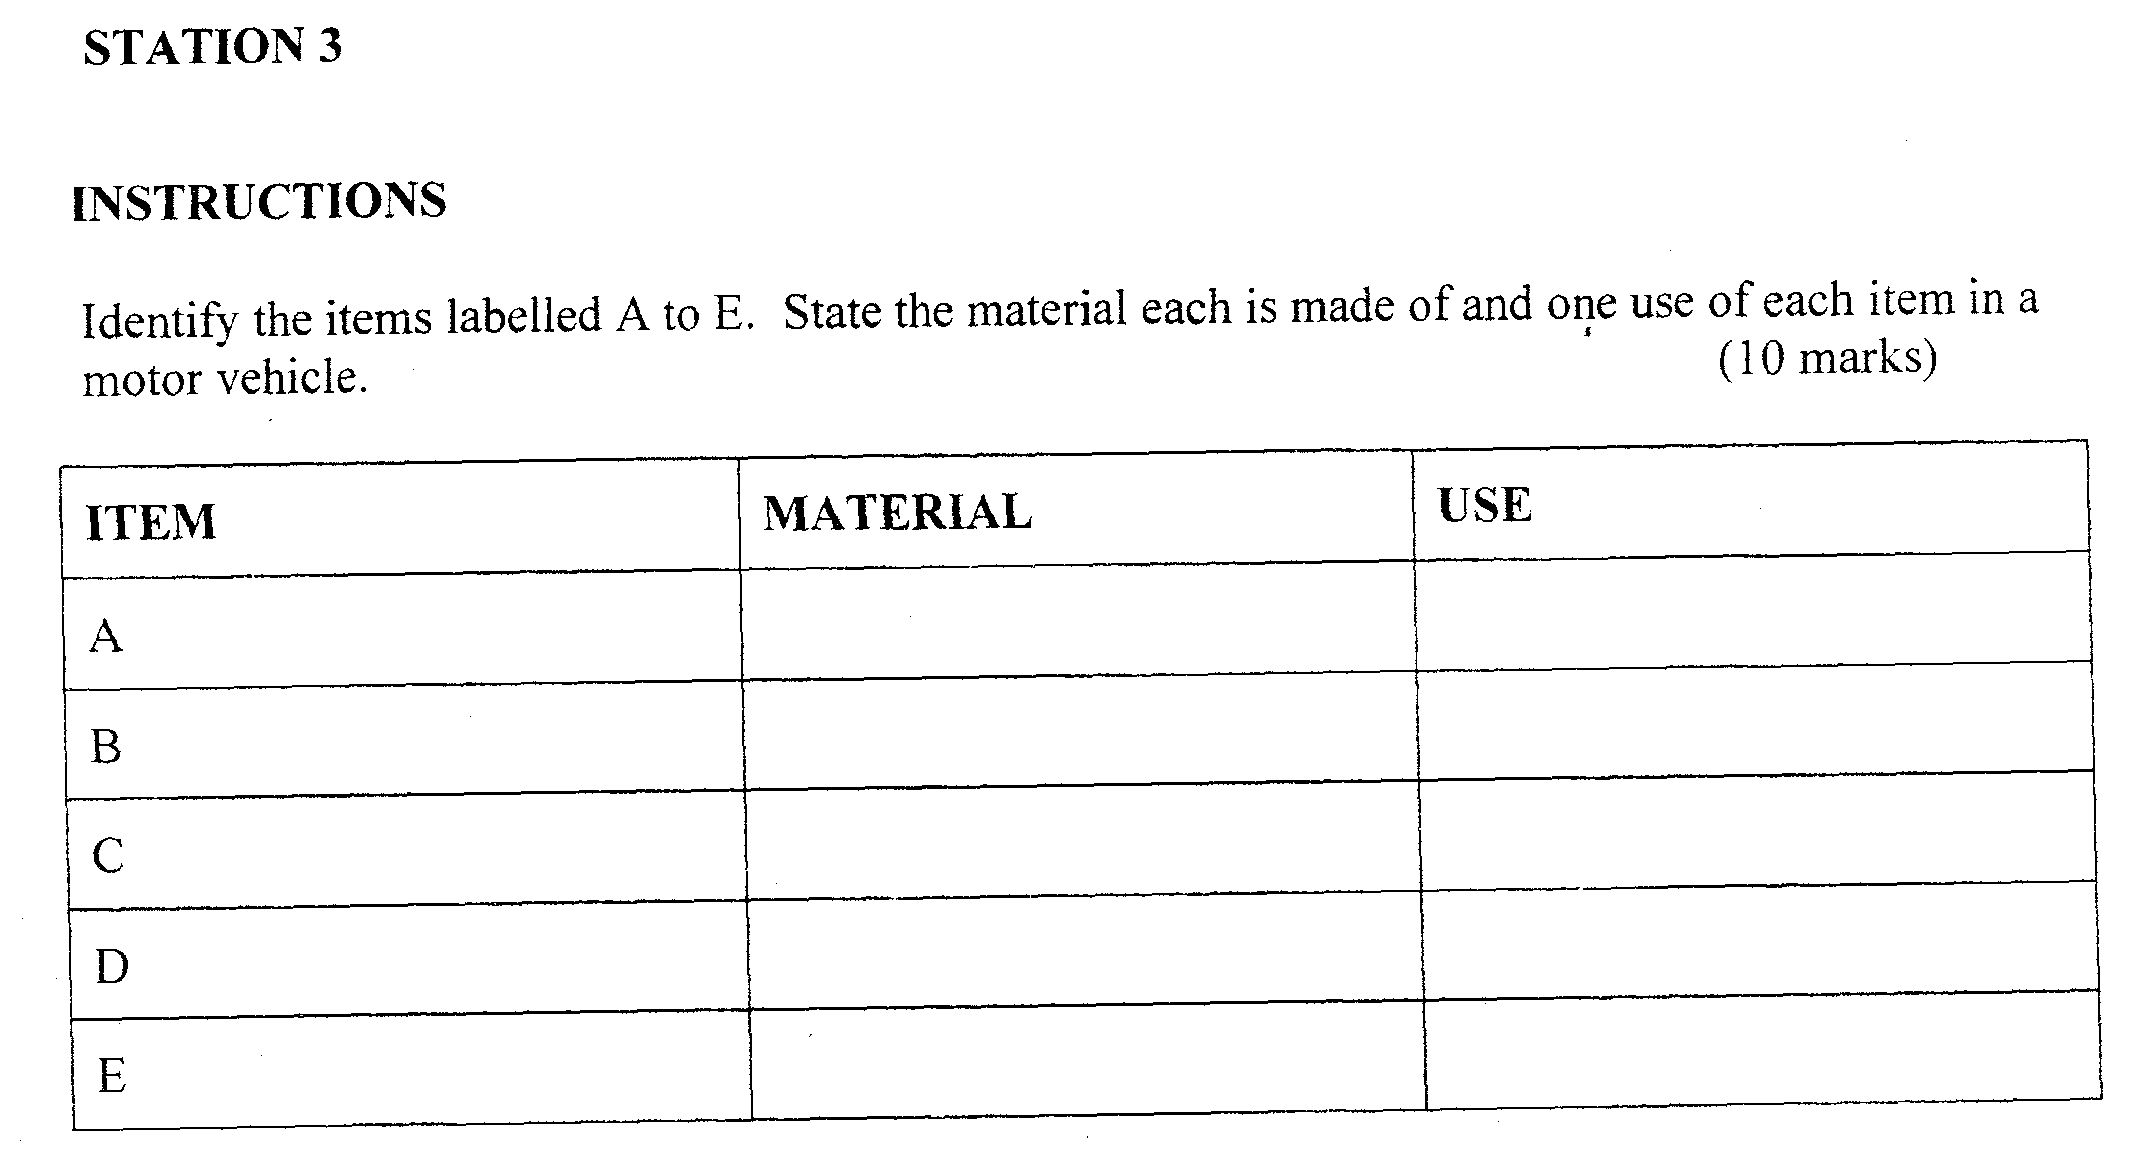 STATION 3
INSTRUCTIONS
Identify the items labelled A to E. State the material each is made of and one use of each item in a
motor vehicle. (10 marks)
ITEM MATERIAL USE
A
B
C
D
E